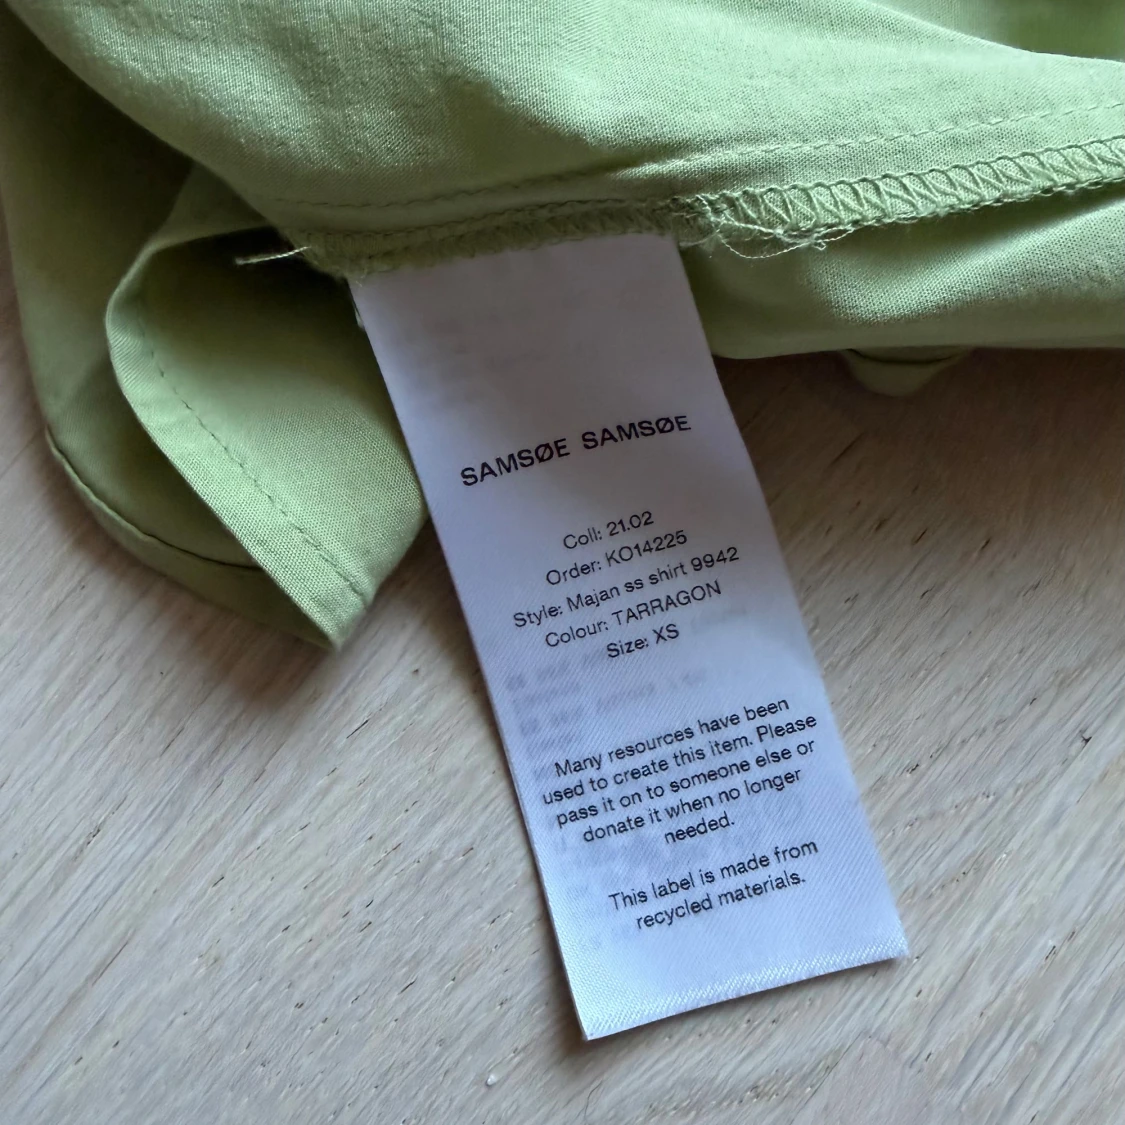 SAMSØE SAMSØE
Coll: 21.02
Order: KO14225
Style: Majan ss shirt 9942
Colour: TARRAGON
Size: XS
Many resources have been
used to create this item. Please
pass it on to someone else or
donate it when no longer
needed.
This label is made from
recycled materials.